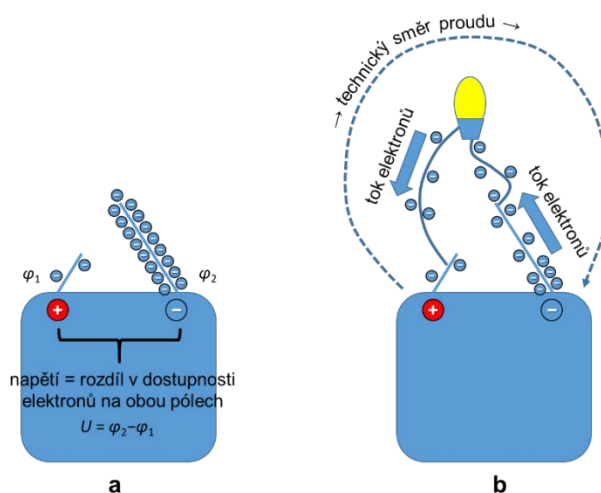 φ1
φ2
+
−
napětí = rozdíl v dostupnosti
elektronů na obou pólech
U = φ2−φ1
a
→ technický směr proudu →
tok elektronů
tok elektronů
+
−
b